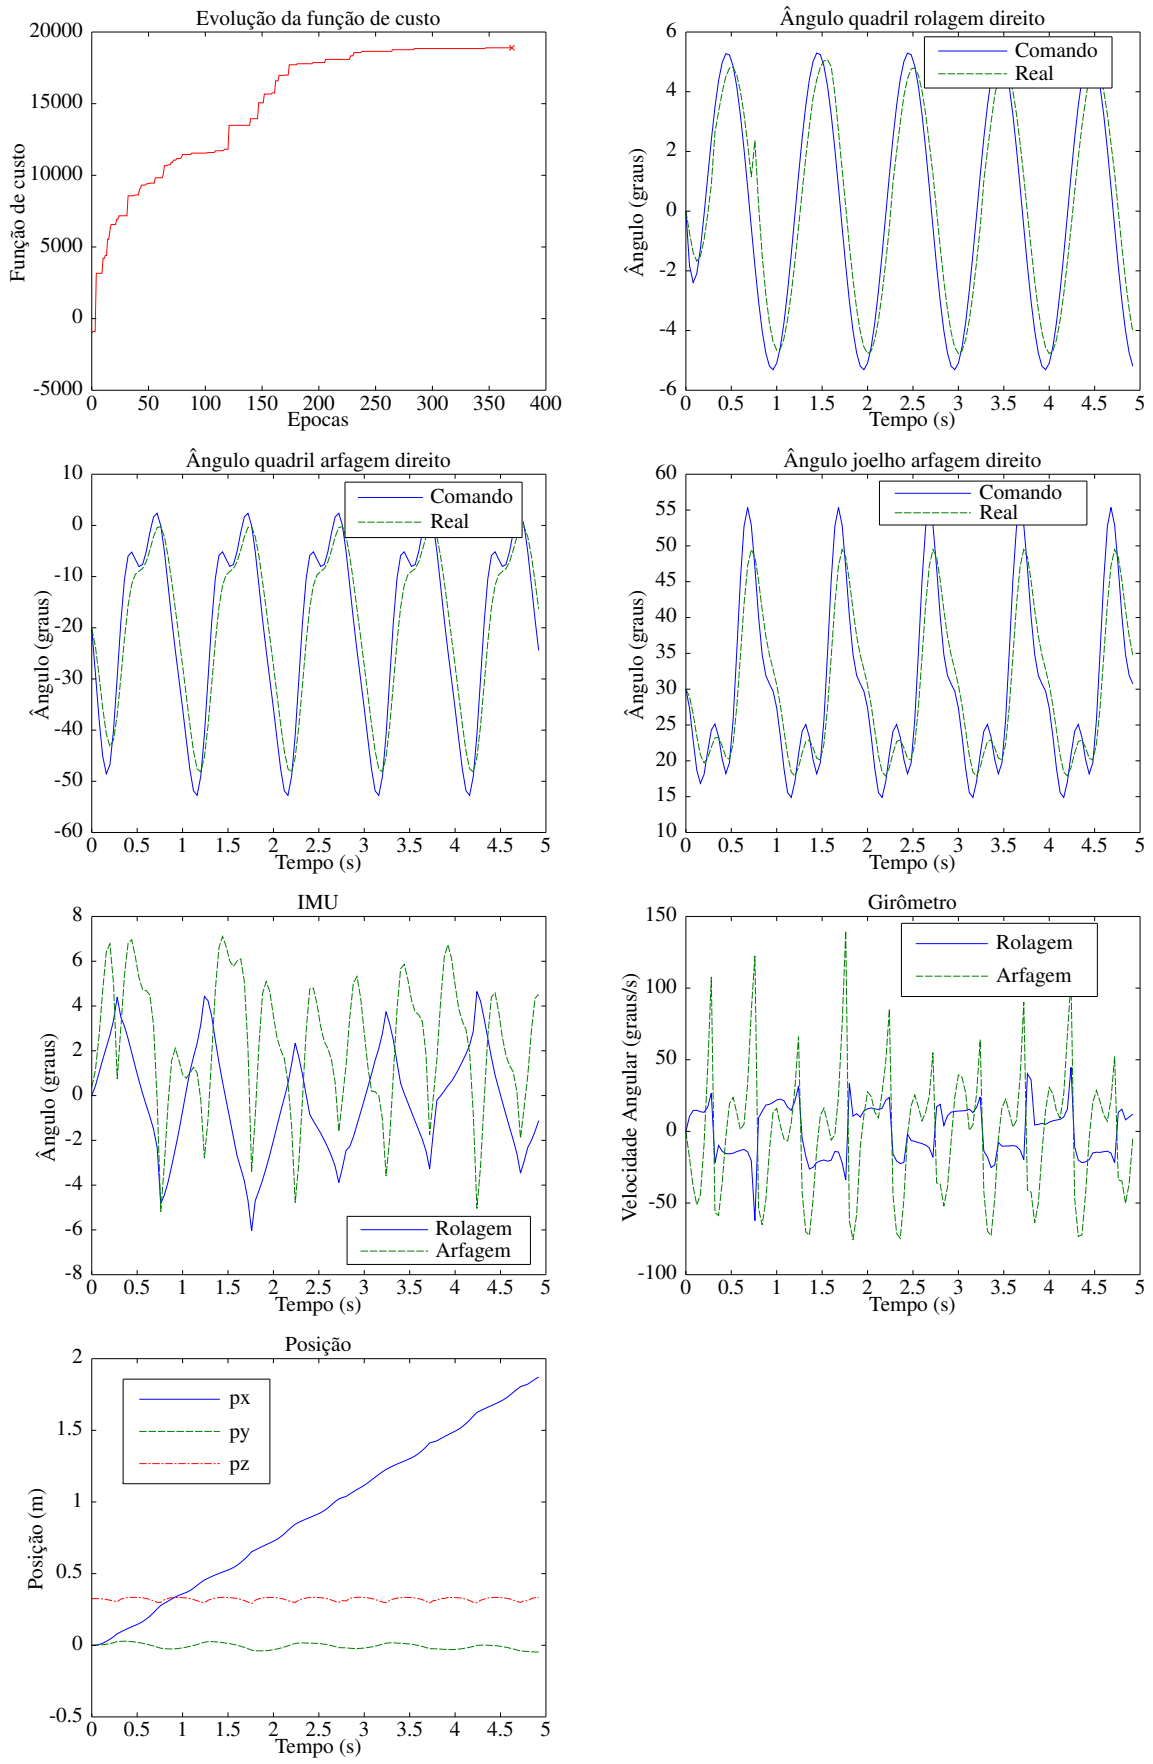 Evolução da função de custo
20000
15000
10000
5000
0
-5000
Função de custo
0 50 100 150 200 250 300 350 400
Epocas
Ângulo quadril rolagem direito
Comando
Real
6
4
2
0
-2
-4
-6
Ângulo (graus)
0 0.5 1 1.5 2 2.5 3 3.5 4 4.5 5
Tempo (s)
Ângulo quadril arfagem direito
Comando
Real
10
0
-10
-20
-30
-40
-50
-60
Ângulo (graus)
0 0.5 1 1.5 2 2.5 3 3.5 4 4.5 5
Tempo (s)
Ângulo joelho arfagem direito
Comando
Real
60
55
50
45
40
35
30
25
20
15
10
Ângulo (graus)
0 0.5 1 1.5 2 2.5 3 3.5 4 4.5 5
Tempo (s)
IMU
8
6
4
2
0
-2
-4
-6
-8
Ângulo (graus)
Rolagem
Arfagem
0 0.5 1 1.5 2 2.5 3 3.5 4 4.5 5
Tempo (s)
Girômetro
Rolagem
Arfagem
150
100
50
0
-50
-100
Velocidade Angular (graus/s)
0 0.5 1 1.5 2 2.5 3 3.5 4 4.5 5
Tempo (s)
Posição
px
py
pz
2
1.5
1
0.5
0
-0.5
Posição (m)
0 0.5 1 1.5 2 2.5 3 3.5 4 4.5 5
Tempo (s)